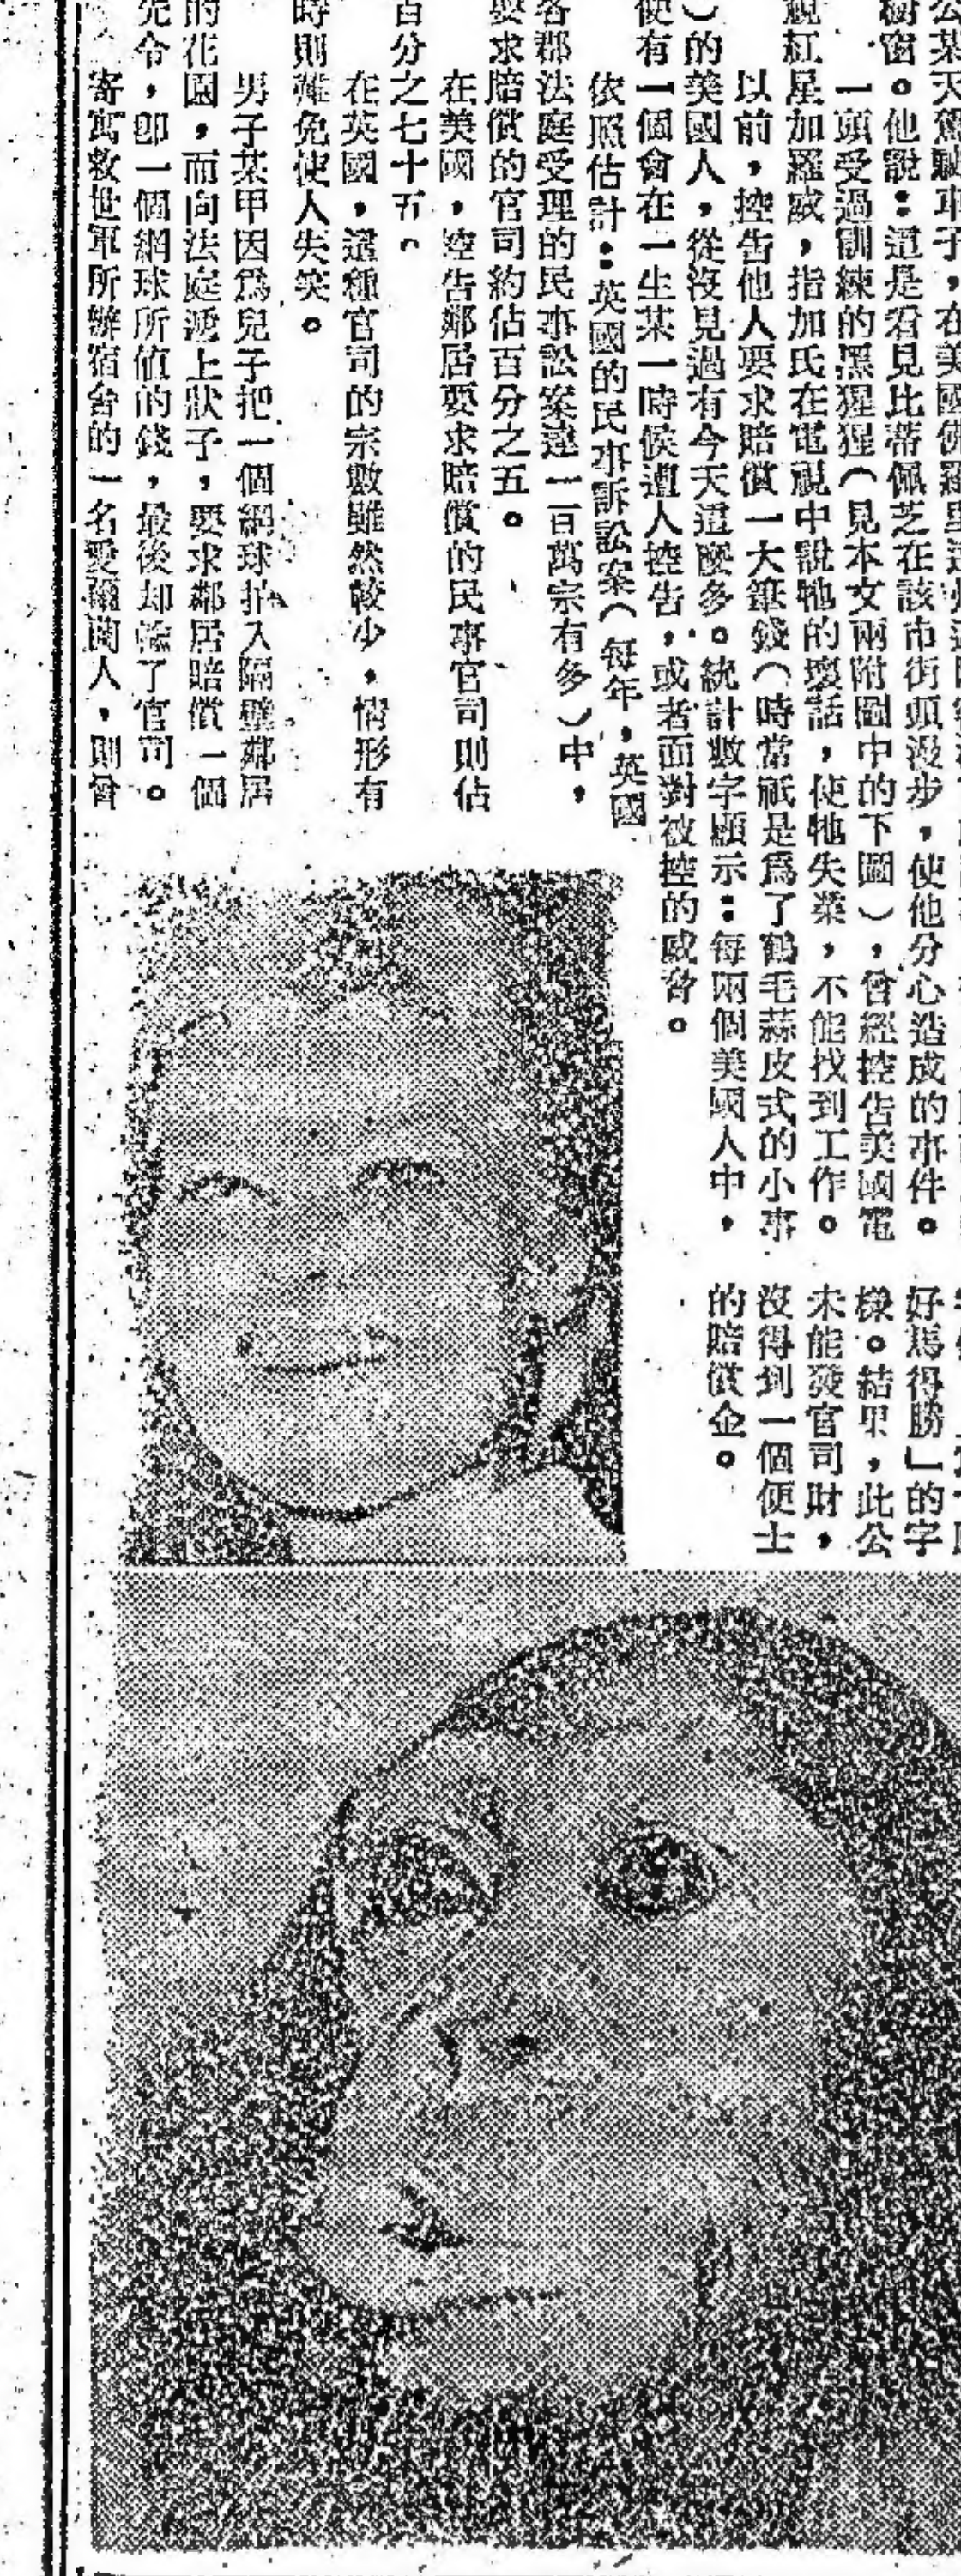 公某天駕駛車子，在美國佛羅里達州
櫥窗。他說：這是看見比蒂佩芝在該市街頭漫步，使他分心造成的事件。
一頭受過訓練的黑猩猩（見本文兩附圖中的下圖），曾經控告美國電
視紅星加羅威，指加氏在電視中說牠的壞話，使牠失業，不能找到工作。
以前，控告他人要求賠償一大筆錢（時常祇是爲了鷄毛蒜皮式的小事
）的美國人，從沒見過有今天這麽多。統計數字顯示：每兩個美國人中，
便有一個會在一生某一時候遭人控告，或者面對被控的威脅。
依照估計：英國的民事訴訟案（每年，英國
各郡法庭受理的民事訟案達一百萬宗有多）中，
要求賠償的官司約佔百分之五。
在美國，控告鄰居要求賠償的民事官司則佔
百分之七十五。
在英國，這種官司的宗數雖然較少，情形有
時則難免使人失笑。
男子某甲因爲兒子把一個網球拍入隔壁鄰居
的花園，而向法庭遞上狀子，要求鄰居賠償一個
先令，卽一個網球所值的錢，最後却輸了官司。
寄寓救世軍所辦宿舍的一名愛爾蘭人，則曾
好馬得勝」的字
樣。結果，此公
未能發官司財，
沒得到一個便士
的賠償金。